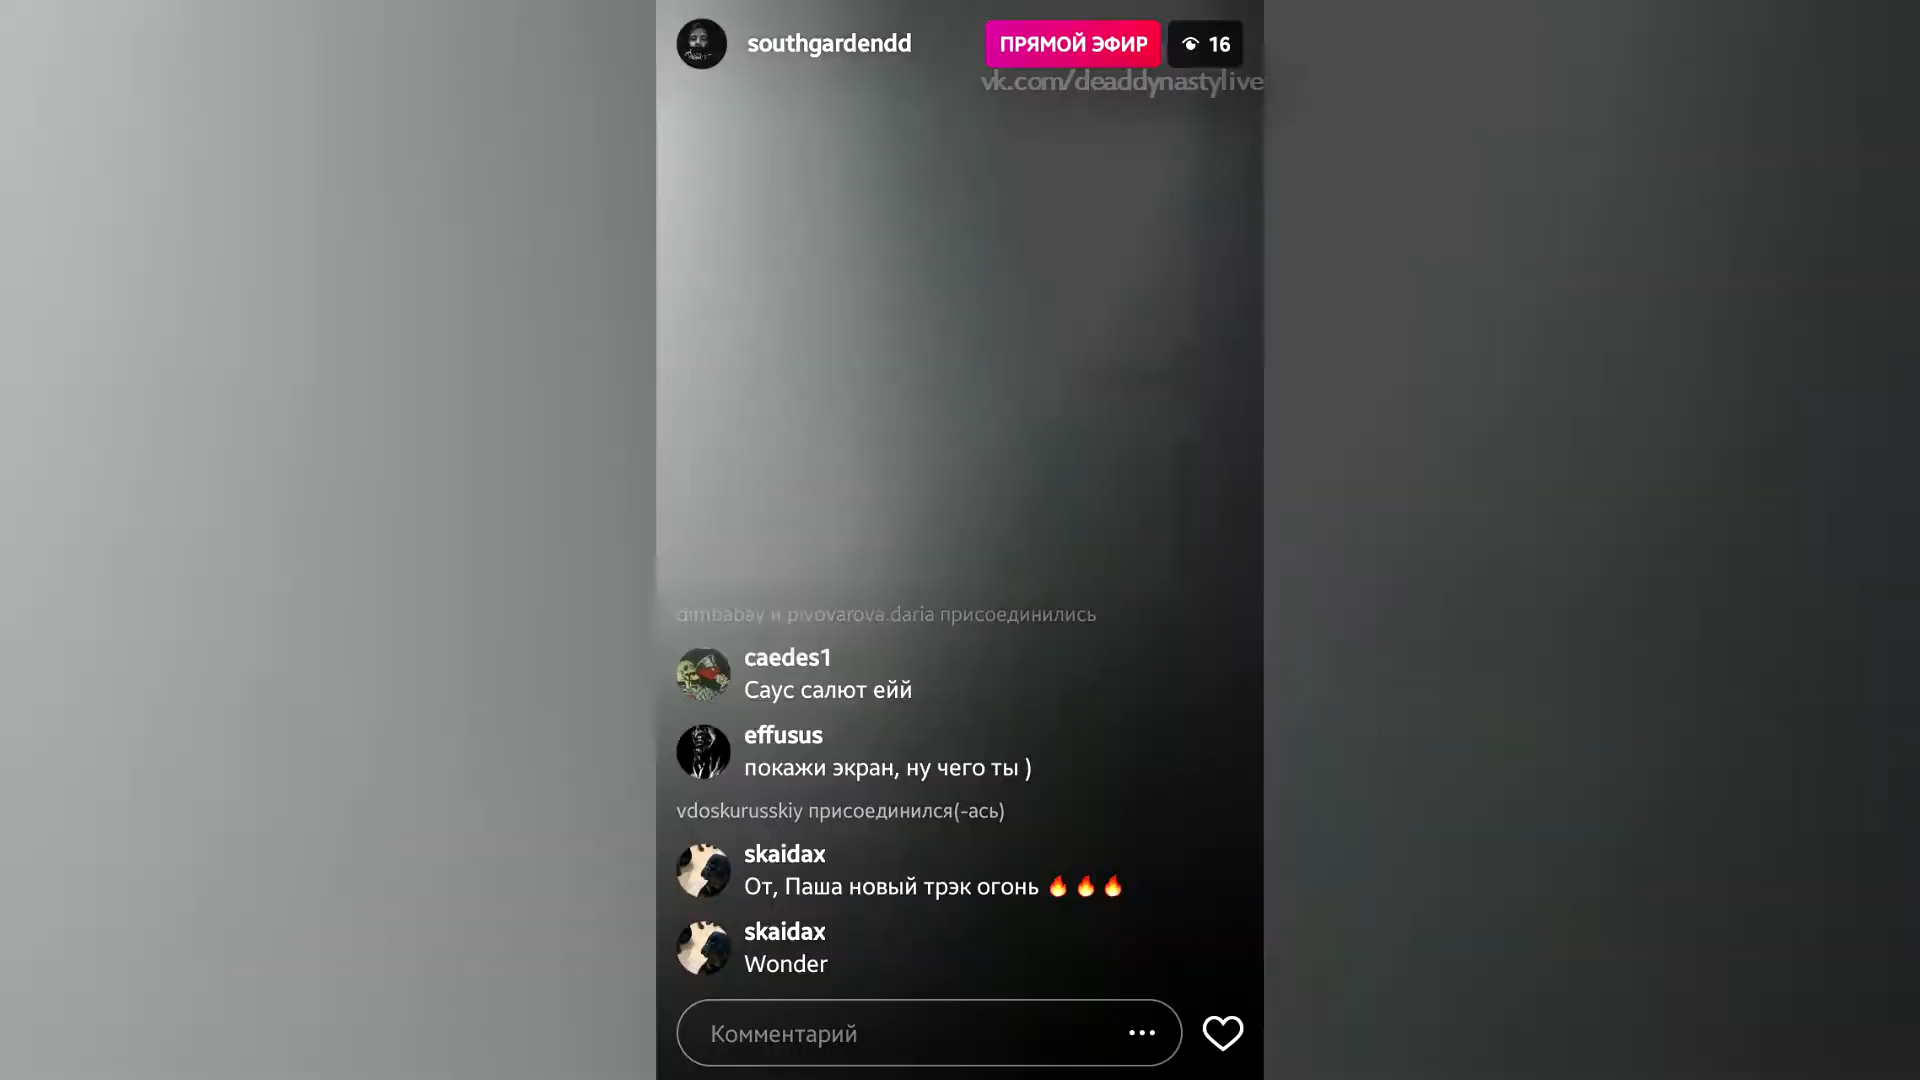 southgardendd
ПРЯМОЙ ЭФИР
16
vk.com/deaddynastylive
dimbabay и pivovarova.daria присоединились
caedes1
Саус салют ейй
effusus
покажи экран, ну чего ты )
vdoskurusskiy присоединился(-ась)
skaidax
От, Паша новый трэк огонь 🔥🔥🔥
skaidax
Wonder
Комментарий